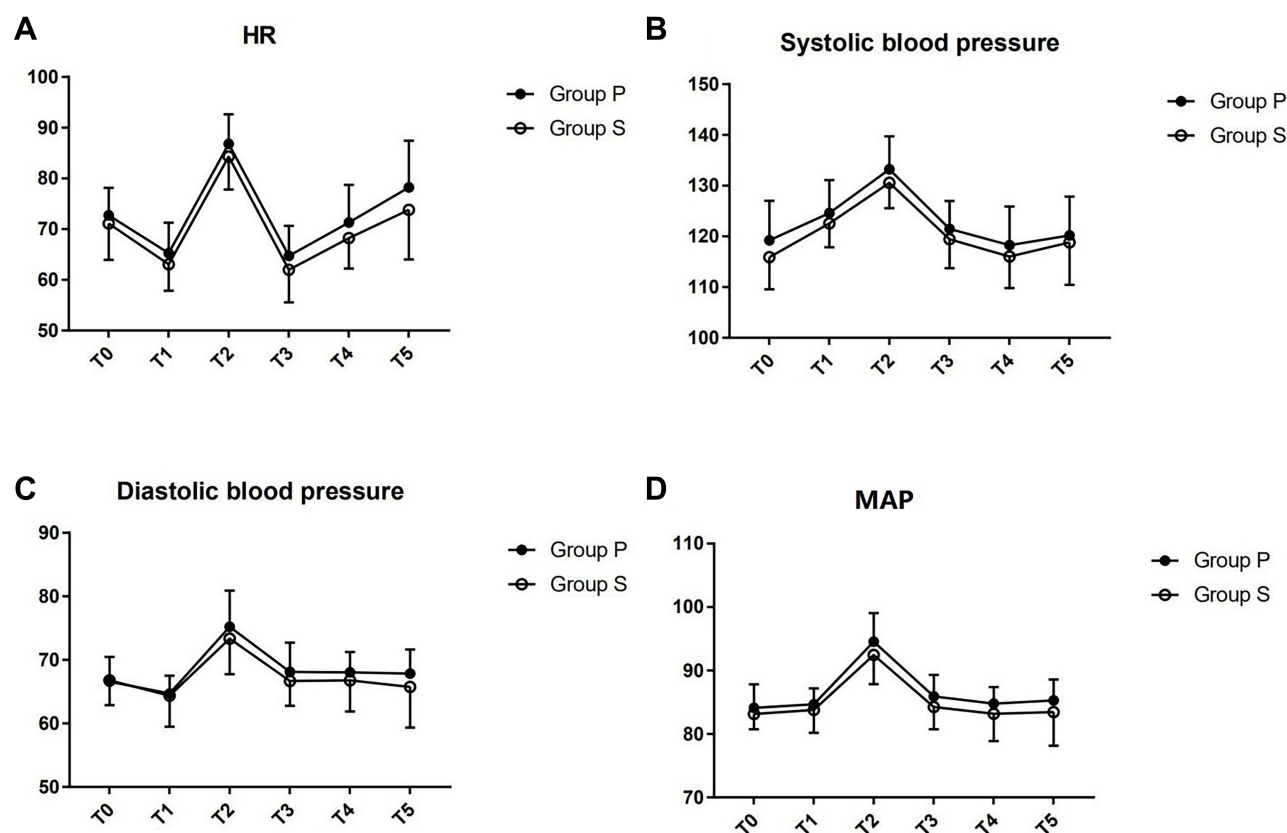 A
HR
100
90
80
70
60
50
T0 T1 T2 T3 T4 T5
Group P
Group S
B
Systolic blood pressure
150
140
130
120
110
100
T0 T1 T2 T3 T4 T5
Group P
Group S
C
Diastolic blood pressure
90
80
70
60
50
T0 T1 T2 T3 T4 T5
Group P
Group S
D
MAP
110
100
90
80
70
T0 T1 T2 T3 T4 T5
Group P
Group S